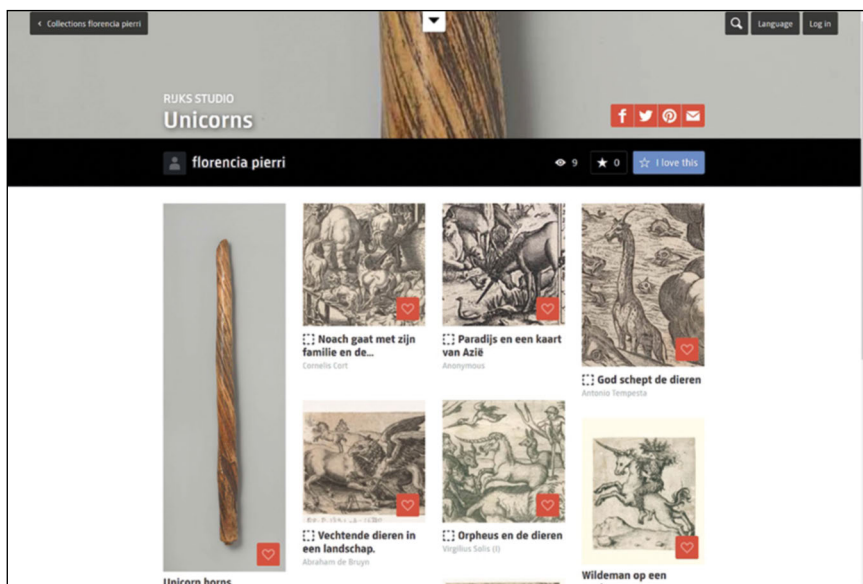 Collections florencia pierri
Language
Log in
RIJKS STUDIO
Unicorns
florencia pierri
9
0
I love this
Noach gaat met zijn
familie en de...
Cornelis Cort
Paradijs en een kaart
van Azië
Anonymous
God schept de dieren
Antonio Tempesta
Vechtende dieren in
een landschap.
Abraham de Bruyn
Orpheus en de dieren
Virgilius Solis (I)
Unicorn horns
Wildeman op een